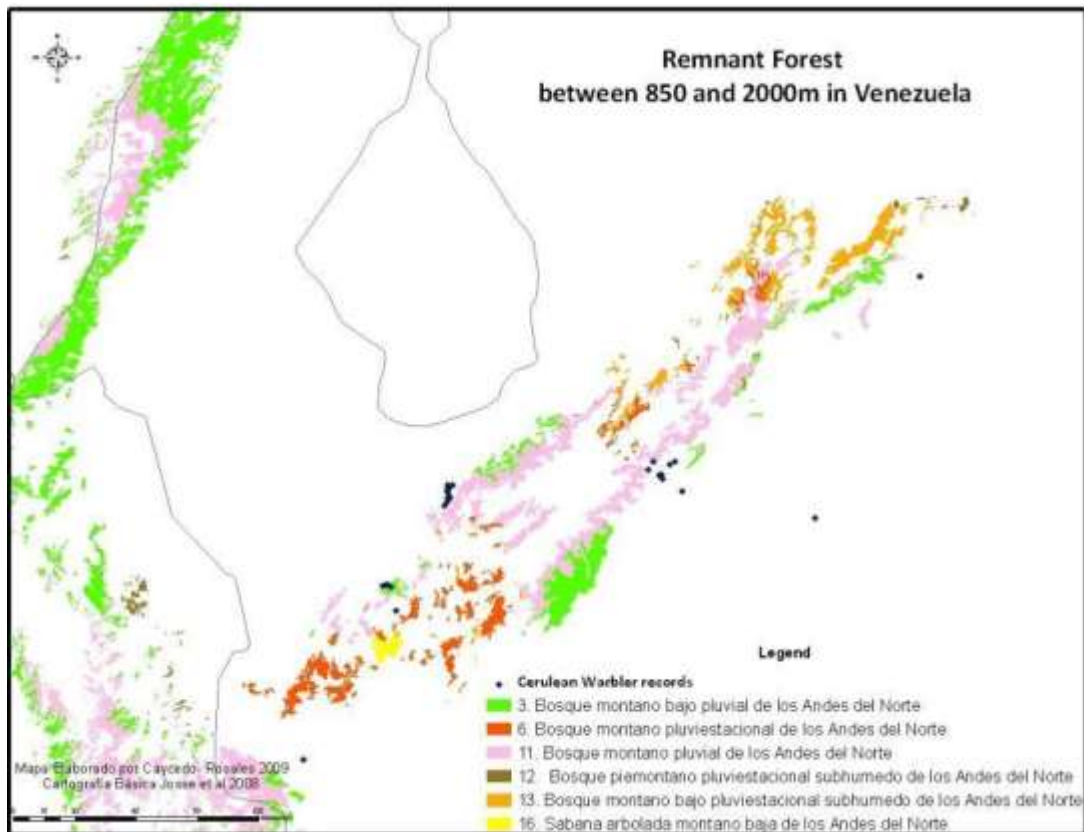 Remnant Forest
between 850 and 2000m in Venezuela
Legend
Cerulean Warbler records
3. Bosque montano bajo pluvial de los Andes del Norte
6. Bosque montano pluviestacional de los Andes del Norte
11. Bosque montano pluvial de los Andes del Norte
12 Bosque piemontano pluviestacional subhumedo de los Andes del Norte
13. Bosque montano bajo pluviestacional subhumedo de los Andes del Norte
16. Sabana arbolada montano baja de los Andes del Norte
Mapa Elaborado por Caycedo- Rosales 2009
Cartografía Básica Josse et al 2008